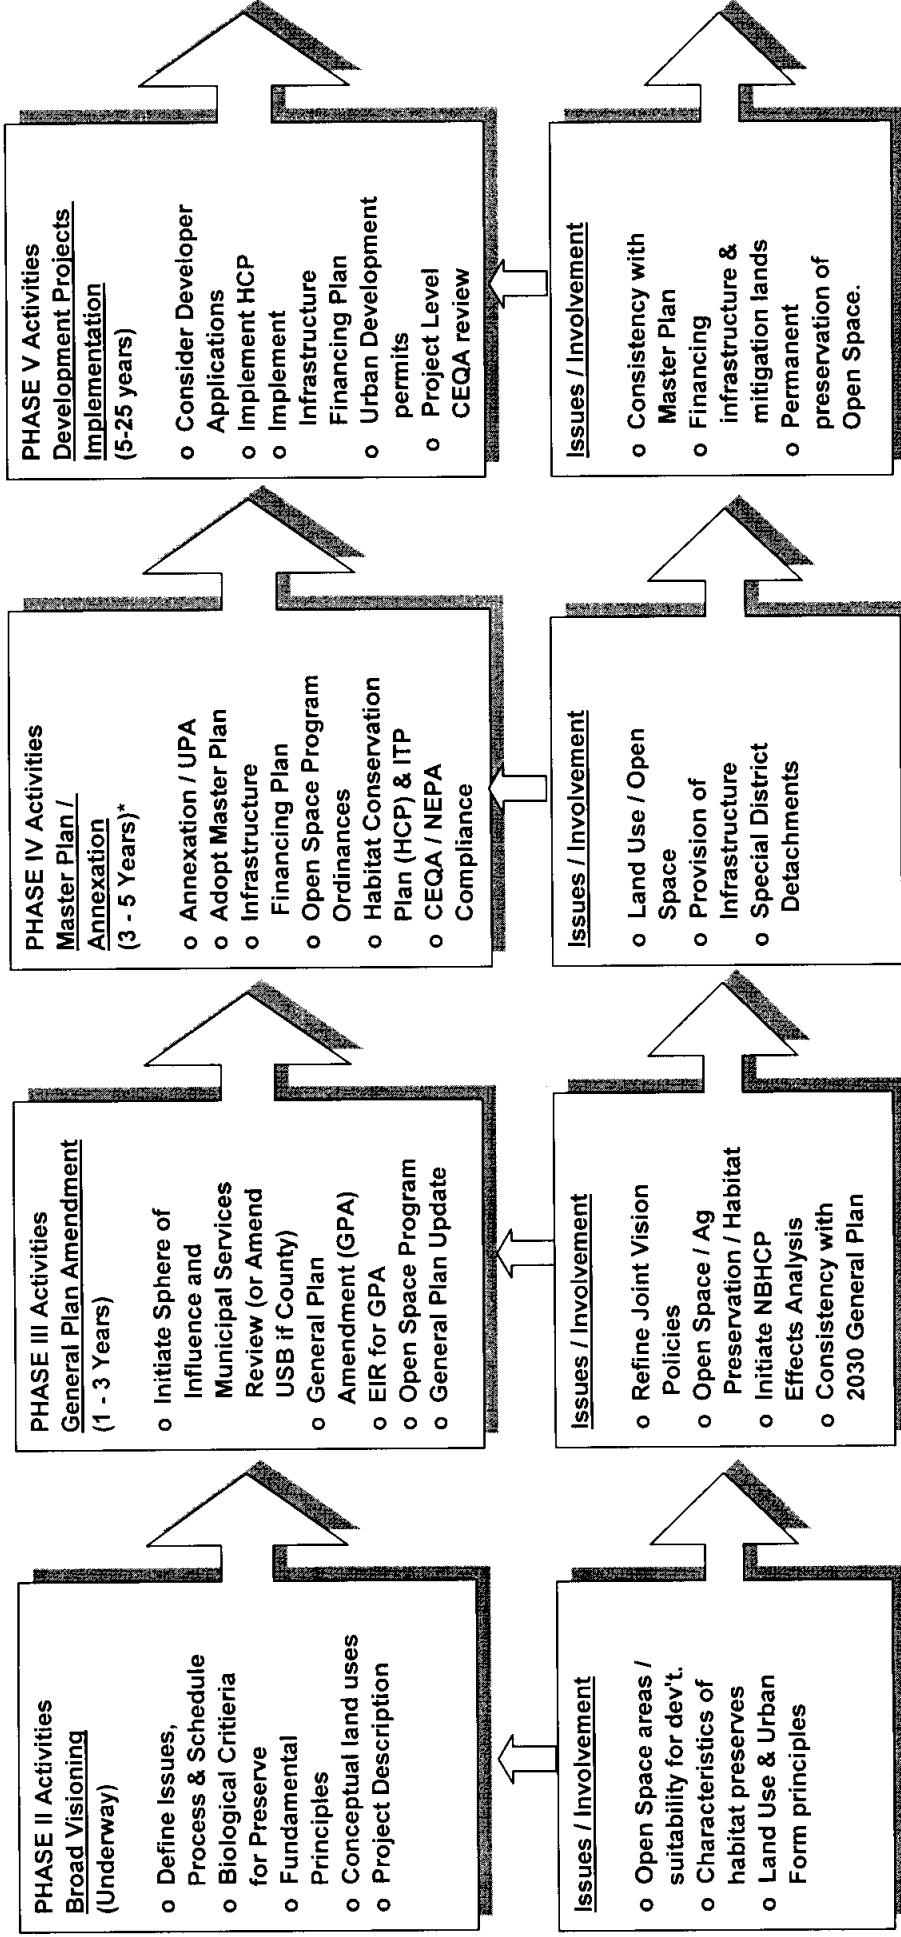 PHASE II Activities
Broad Visioning
(Underway)
o Define Issues,
Process & Schedule
o Biological Critieria
for Preserve
o Fundamental
Principles
o Conceptual land uses
o Project Description
Issues / Involvement
o Open Space areas /
suitability for dev't.
o Characteristics of
habitat preserves
o Land Use & Urban
Form principles
PHASE III Activities
General Plan Amendment
(1 - 3 Years)
o Initiate Sphere of
Influence and
Municipal Services
Review (or Amend
USB if County)
o General Plan
Amendment (GPA)
o EIR for GPA
o Open Space Program
o General Plan Update
Issues / Involvement
o Refine Joint Vision
Policies
o Open Space / Ag
Preservation / Habitat
o Initiate NBHCP
Effects Analysis
o Consistency with
2030 General Plan
PHASE IV Activities
Master Plan /
Annexation
(3 - 5 Years)*
o Annexation / UPA
o Adopt Master Plan
o Infrastructure
Financing Plan
o Open Space Program
Ordinances
o Habitat Conservation
Plan (HCP) & ITP
o CEQA / NEPA
Compliance
Issues / Involvement
o Land Use / Open
Space
o Provision of
Infrastructure
o Special District
Detachments
PHASE V Activities
Development Projects
Implementation
(5-25 years)
o Consider Developer
Applications
o Implement HCP
o Implement
Infrastructure
Financing Plan
o Urban Development
permits
o Project Level
CEQA review
Issues / Involvement
o Consistency with
Master Plan
o Financing
infrastructure &
mitigation lands
o Permanent
preservation of
Open Space.